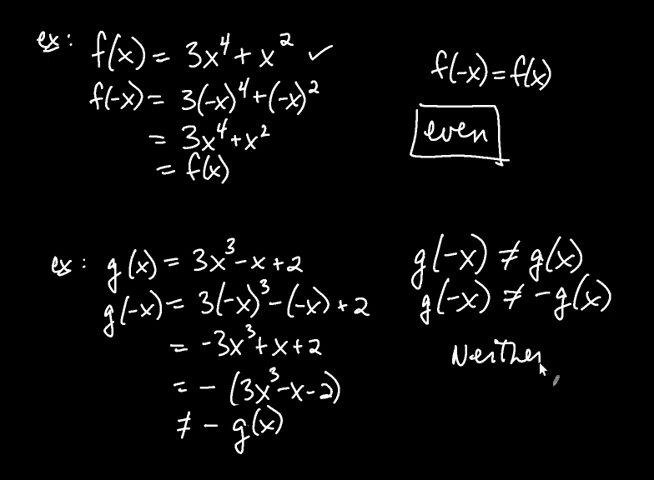 ex: f(x) = 3x⁴ + x² ✓
f(-x) = 3(-x)⁴ + (-x)²
= 3x⁴ + x²
= f(x)
f(-x) = f(x)
even
ex: g(x) = 3x³ - x + 2
g(-x) = 3(-x)³ - (-x) + 2
= -3x³ + x + 2
= - (3x³ - x - 2)
≠ - g(x)
g(-x) ≠ g(x)
g(-x) ≠ -g(x)
Neither